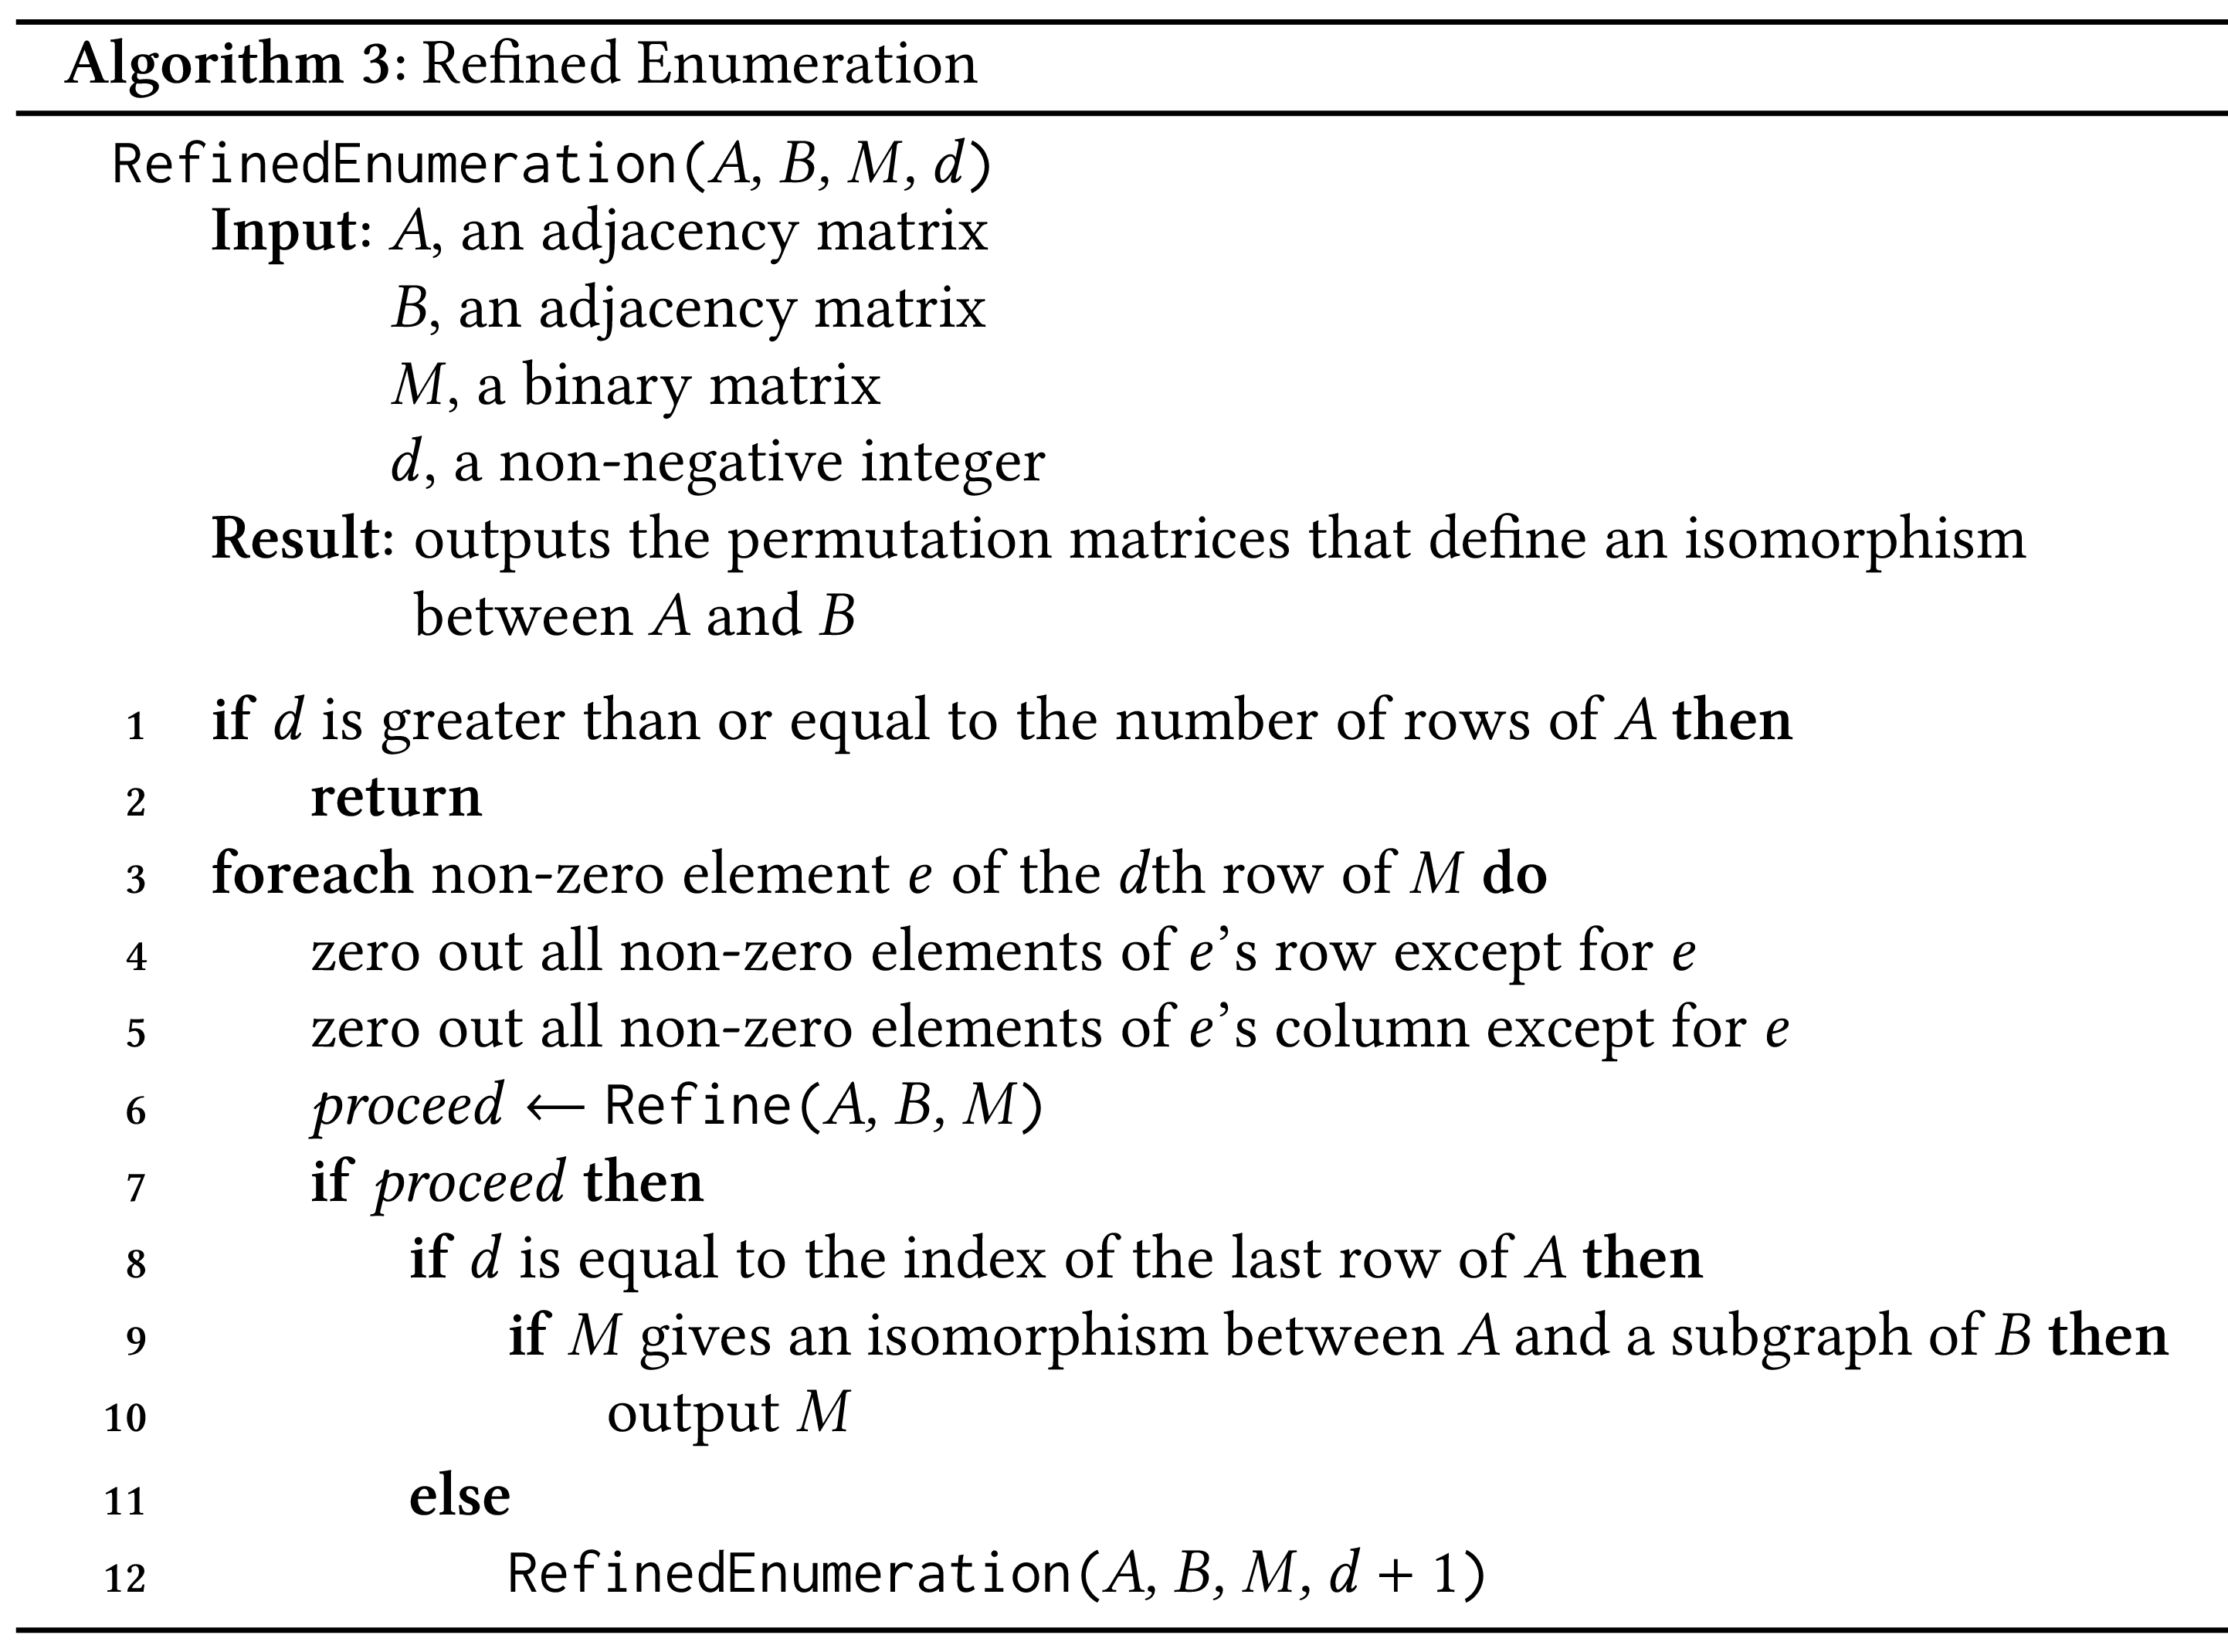 Algorithm 3: Refined Enumeration
RefinedEnumeration(A, B, M, d)
Input: A, an adjacency matrix
B, an adjacency matrix
M, a binary matrix
d, a non-negative integer
Result: outputs the permutation matrices that define an isomorphism
between A and B
1 if d is greater than or equal to the number of rows of A then
2 return
3 foreach non-zero element e of the dth row of M do
4 zero out all non-zero elements of e’s row except for e
5 zero out all non-zero elements of e’s column except for e
6 proceed ⟵ Refine(A, B, M)
7 if proceed then
8 if d is equal to the index of the last row of A then
9 if M gives an isomorphism between A and a subgraph of B then
10 output M
11 else
12 RefinedEnumeration(A, B, M, d + 1)